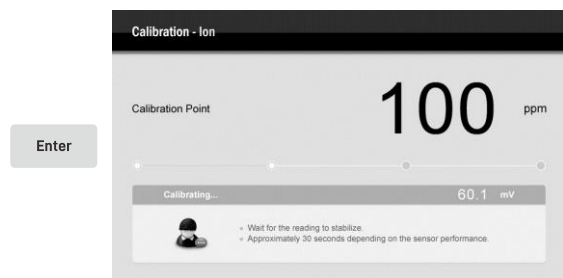 Calibration - Ion
Calibration Point
100 ppm
Enter
Calibrating...
60.1 mV
Wait for the reading to stabilize.
Approximately 30 seconds depending on the sensor performance.